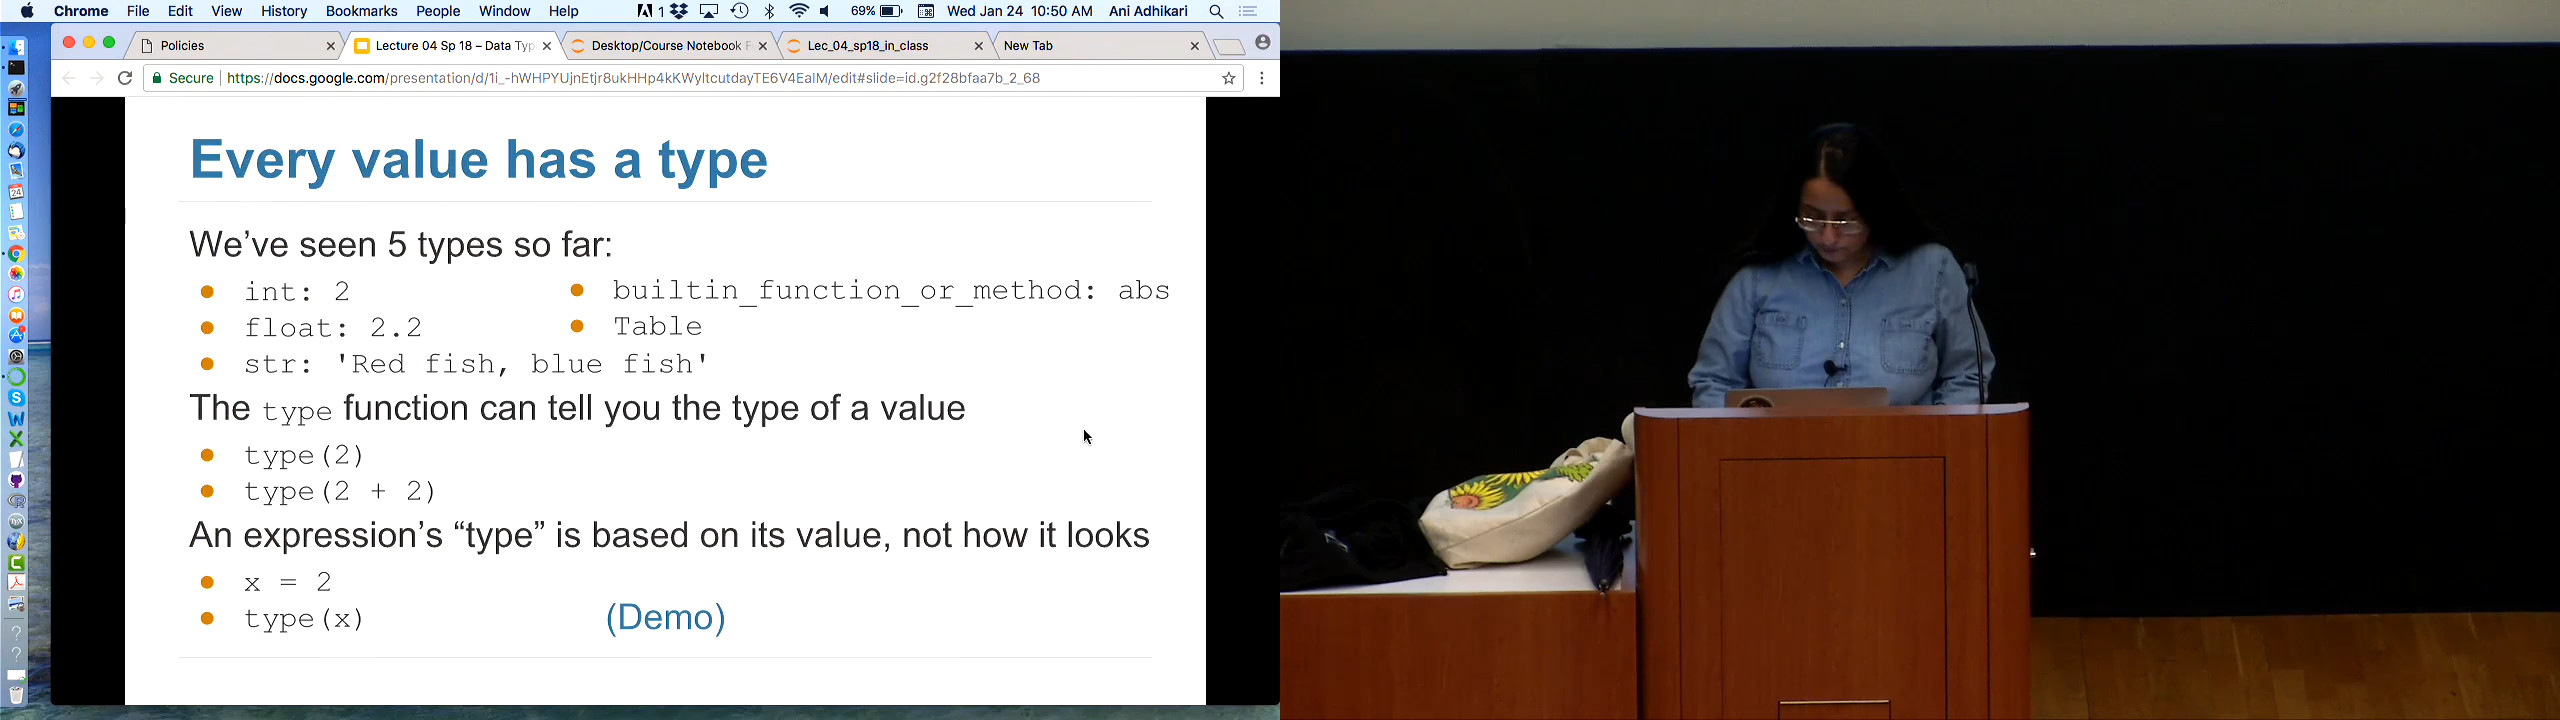 Chrome File Edit View History Bookmarks People Window Help 1 69% Wed Jan 24 10:50 AM Ani Adhikari
Policies Lecture 04 Sp 18 – Data Typ Desktop/Course Notebook F Lec_04_sp18_in_class New Tab
Secure https://docs.google.com/presentation/d/1i_-hWHPYUjnEtjr8ukHHp4kKWyltcutdayTE6V4EaIM/edit#slide=id.g2f28bfaa7b_2_68
Every value has a type
We’ve seen 5 types so far:
int: 2
float: 2.2
str: 'Red fish, blue fish'
builtin_function_or_method: abs
Table
The type function can tell you the type of a value
type(2)
type(2 + 2)
An expression’s “type” is based on its value, not how it looks
x = 2
type(x)
(Demo)